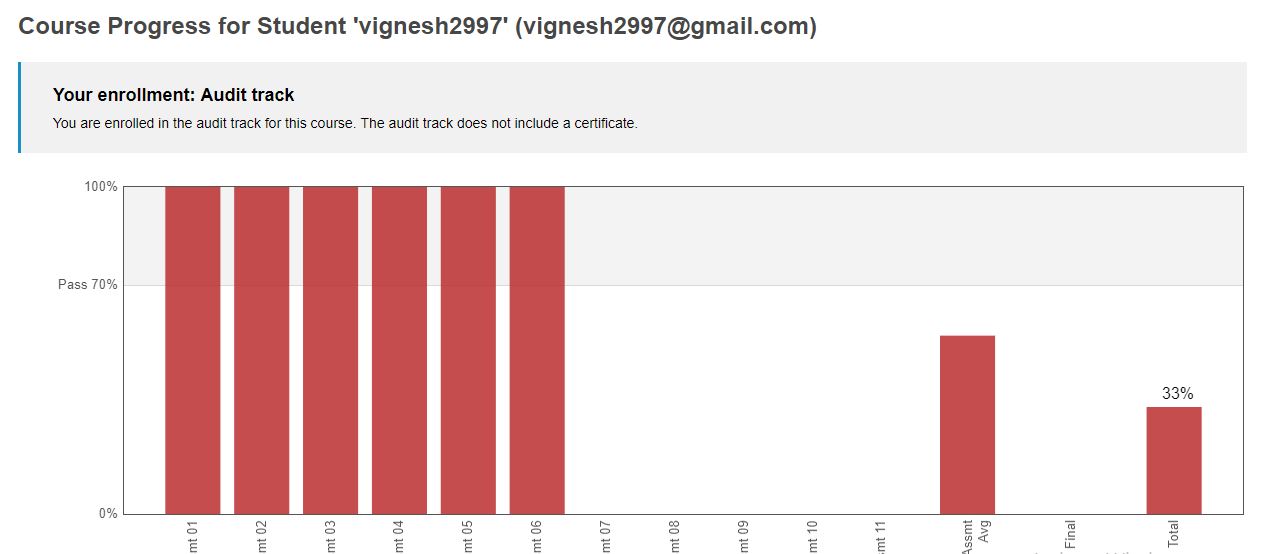 Course Progress for Student 'vignesh2997' (vignesh2997@gmail.com)
Your enrollment: Audit track
You are enrolled in the audit track for this course. The audit track does not include a certificate.
100%
Pass 70%
33%
0%
mt 01
mt 02
mt 03
mt 04
mt 05
mt 06
mt 07
mt 08
mt 09
mt 10
mt 11
Assmt
Avg
Final
Total